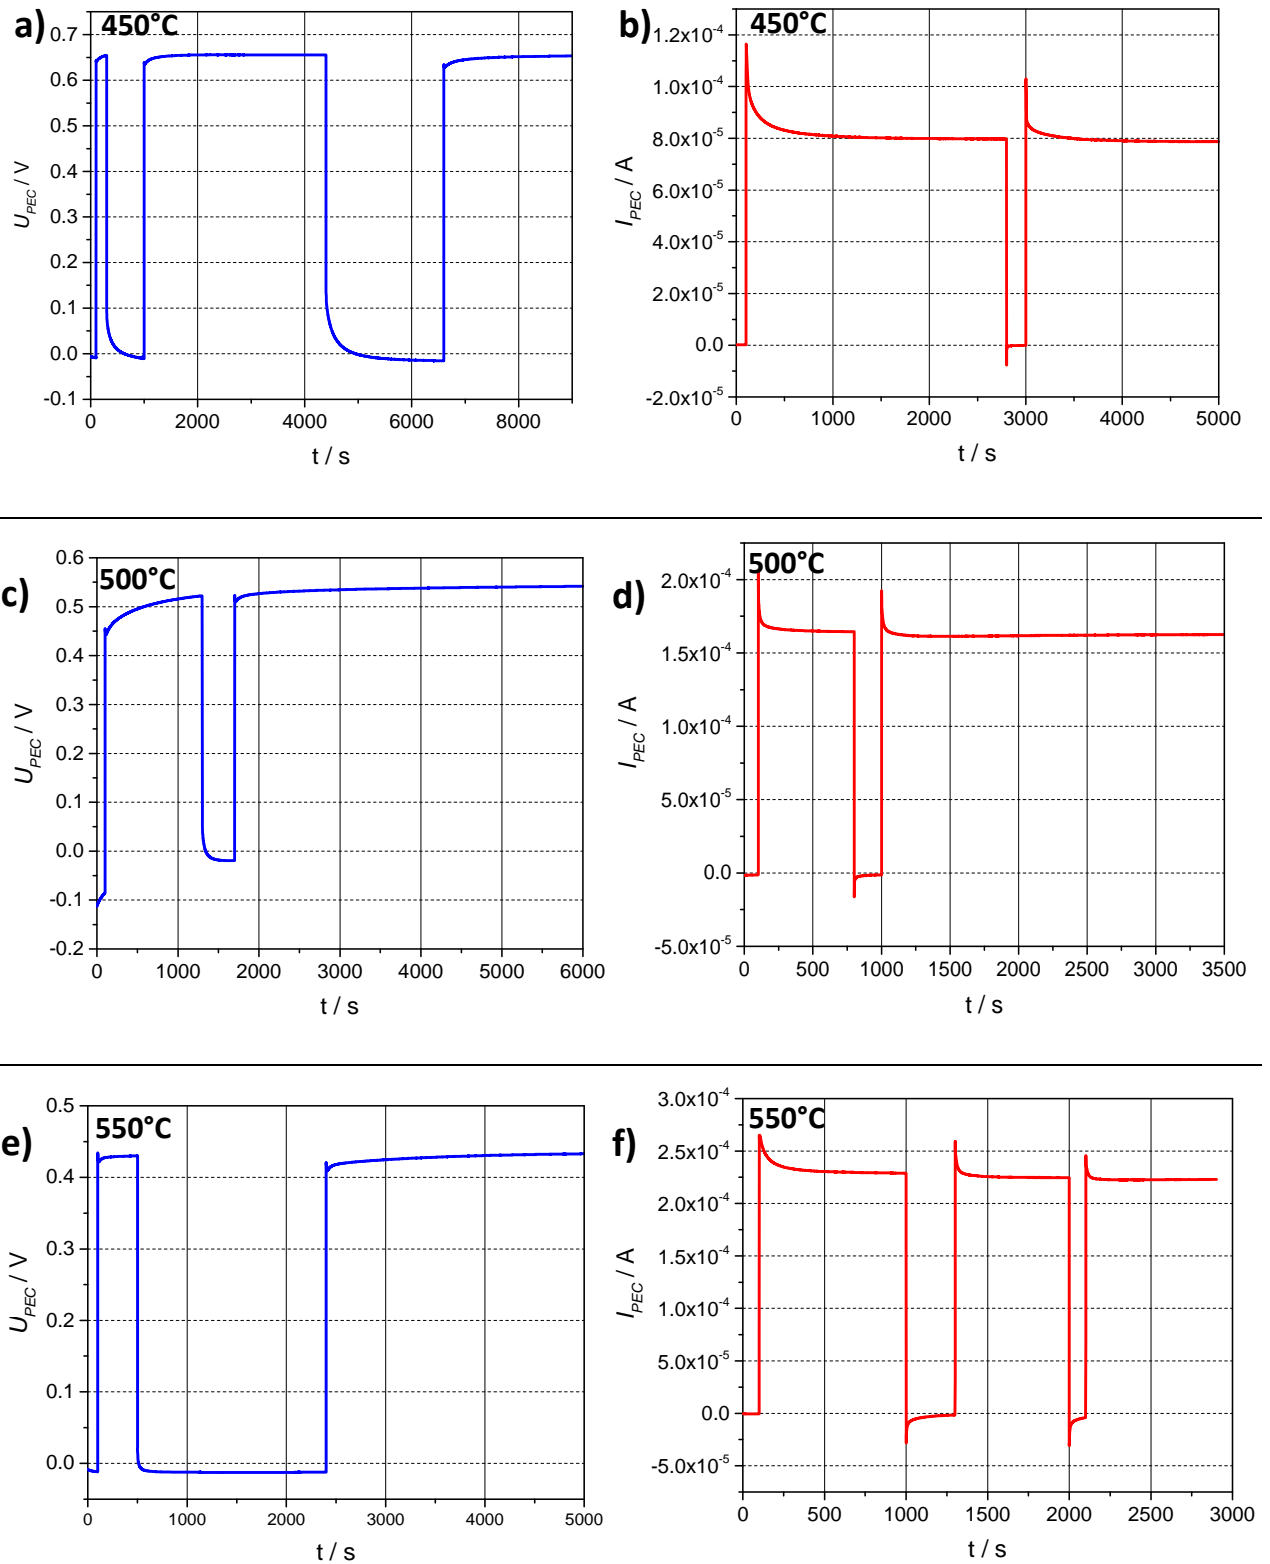 a) 450°C
0.7
0.6
0.5
0.4
0.3
0.2
0.1
0.0
-0.1
U_PEC / V
0 2000 4000 6000 8000
t / s
b) 450°C
1.2x10⁻⁴
1.0x10⁻⁴
8.0x10⁻⁵
6.0x10⁻⁵
4.0x10⁻⁵
2.0x10⁻⁵
0.0
-2.0x10⁻⁵
I_PEC / A
0 1000 2000 3000 4000 5000
t / s
c) 500°C
0.6
0.5
0.4
0.3
0.2
0.1
0.0
-0.1
-0.2
U_PEC / V
0 1000 2000 3000 4000 5000 6000
t / s
d) 500°C
2.0x10⁻⁴
1.5x10⁻⁴
1.0x10⁻⁴
5.0x10⁻⁵
0.0
-5.0x10⁻⁵
I_PEC / A
0 500 1000 1500 2000 2500 3000 3500
t / s
e) 550°C
0.5
0.4
0.3
0.2
0.1
0.0
U_PEC / V
0 1000 2000 3000 4000 5000
t / s
f) 550°C
3.0x10⁻⁴
2.5x10⁻⁴
2.0x10⁻⁴
1.5x10⁻⁴
1.0x10⁻⁴
5.0x10⁻⁵
0.0
-5.0x10⁻⁵
I_PEC / A
0 500 1000 1500 2000 2500 3000
t / s